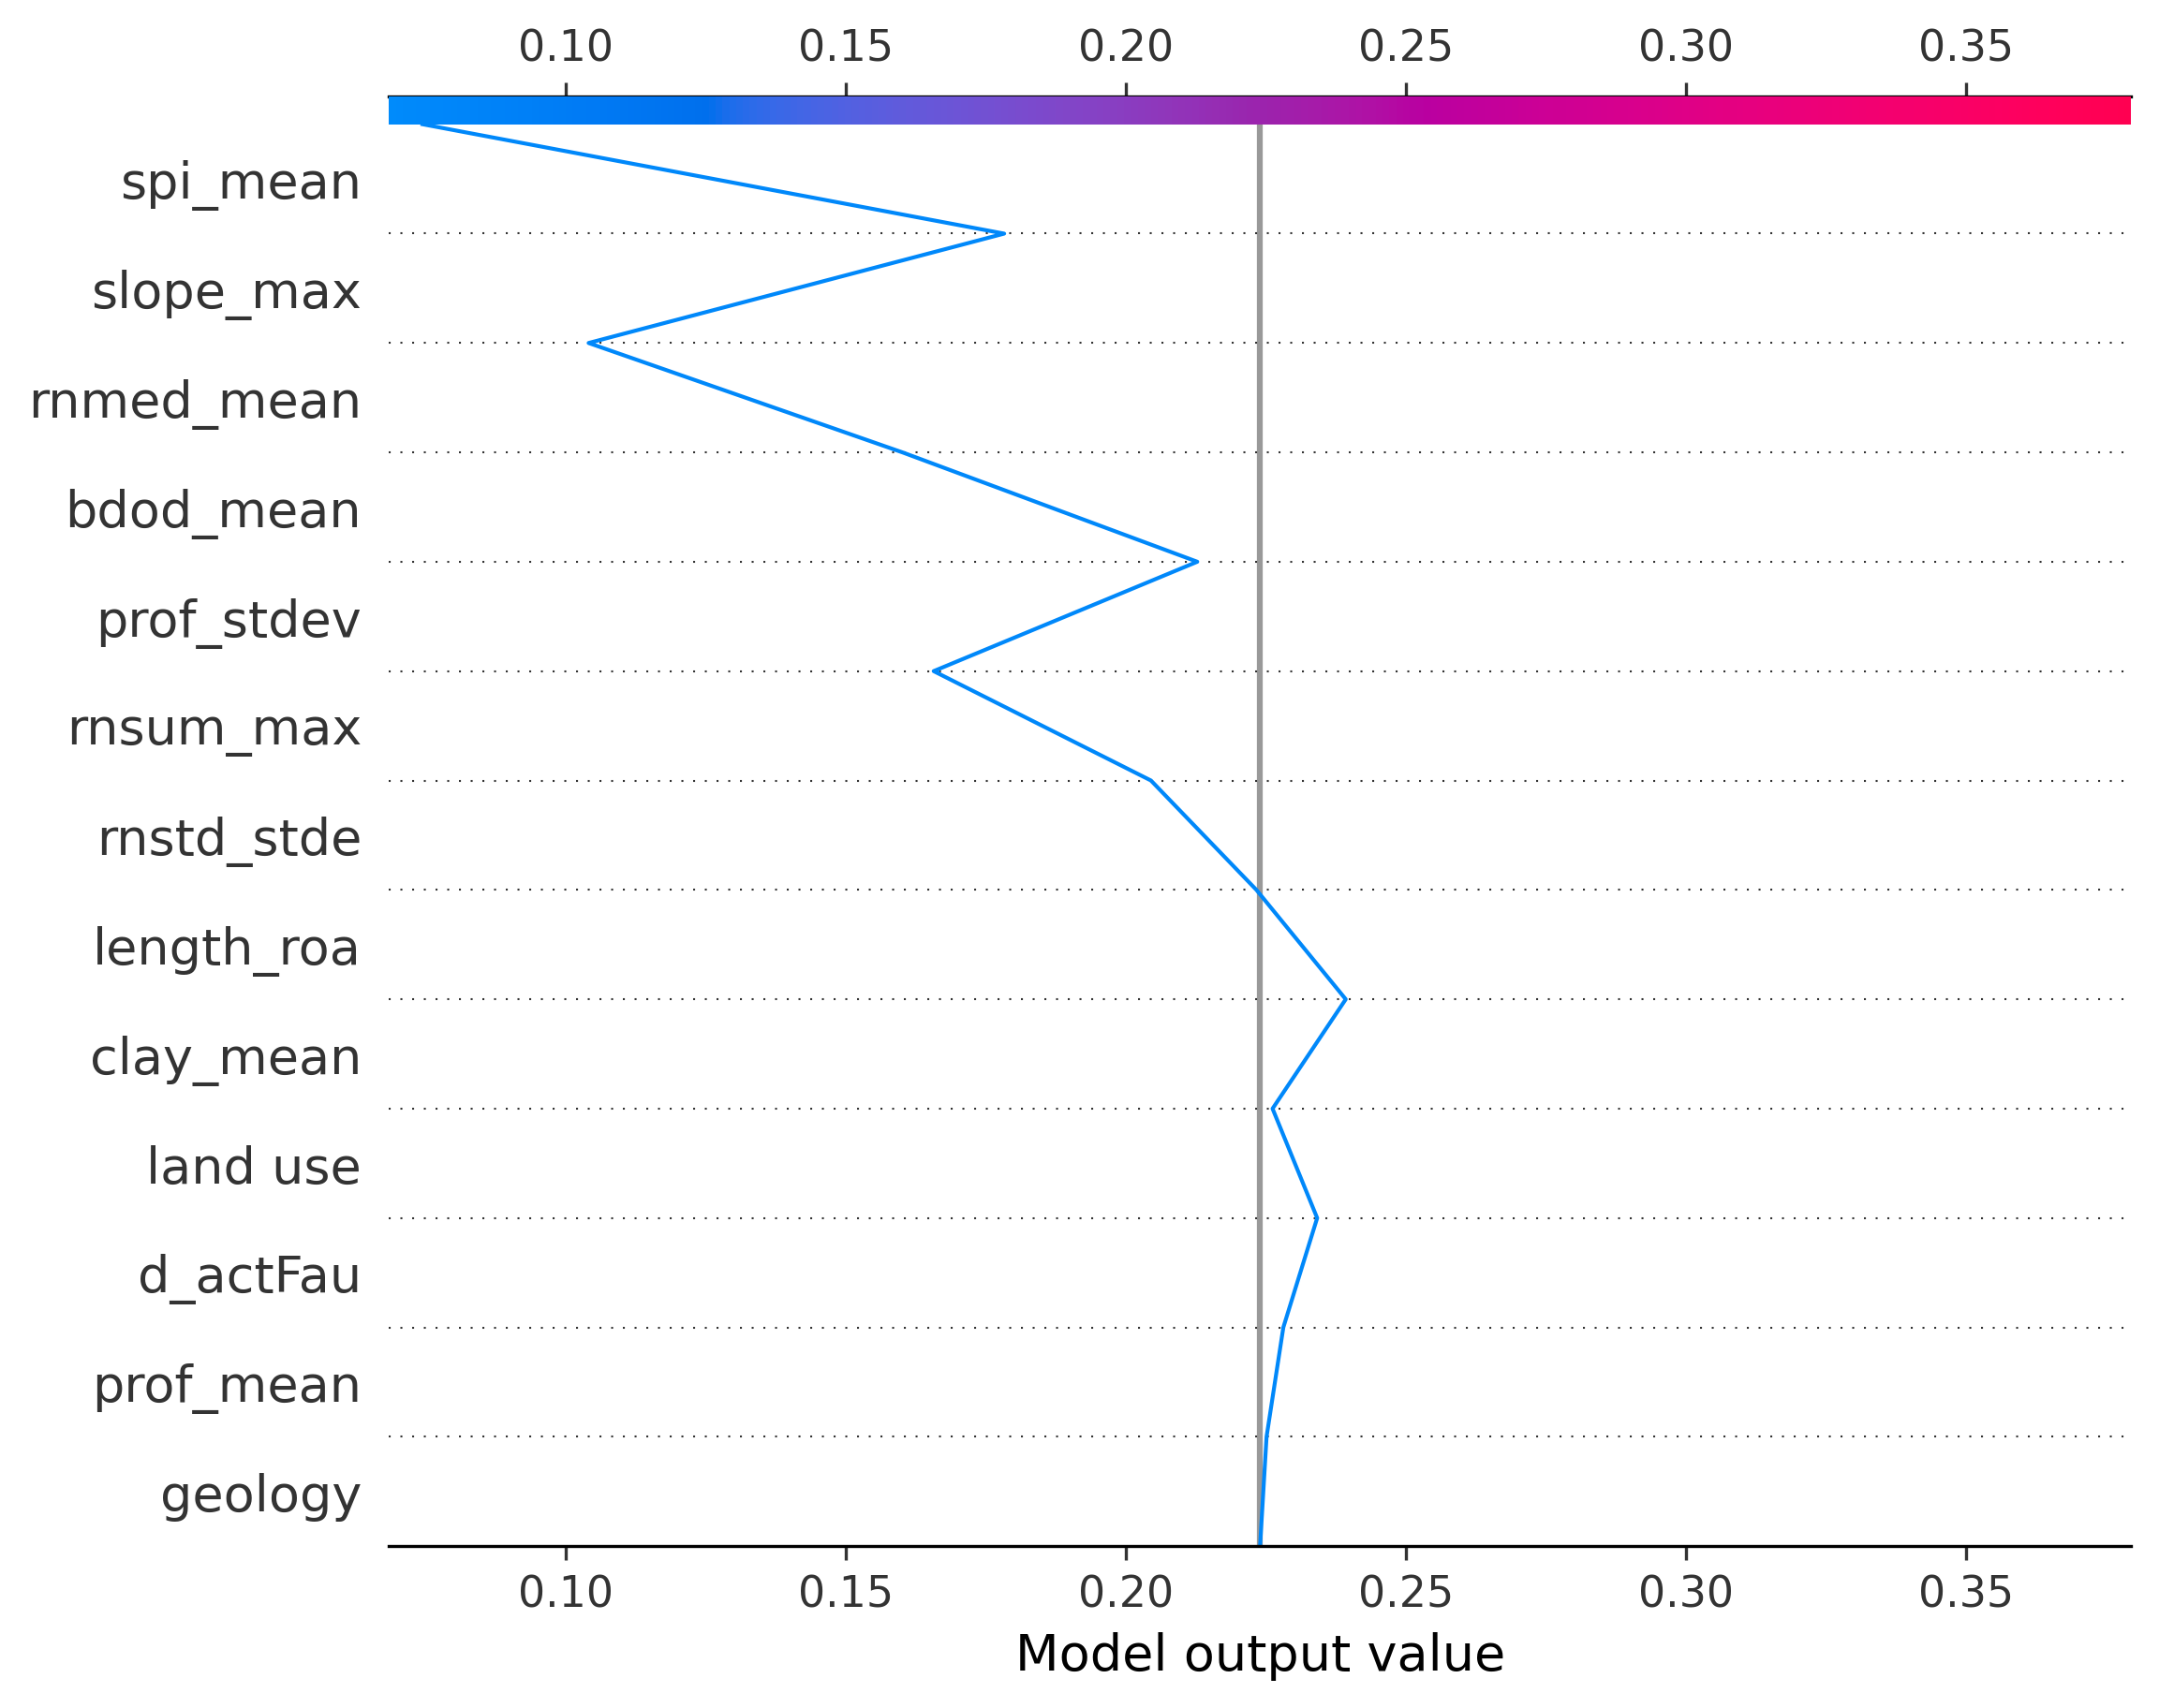 0.10 0.15 0.20 0.25 0.30 0.35
spi_mean
slope_max
rnmed_mean
bdod_mean
prof_stdev
rnsum_max
rnstd_stde
length_roa
clay_mean
land use
d_actFau
prof_mean
geology
0.10 0.15 0.20 0.25 0.30 0.35
Model output value